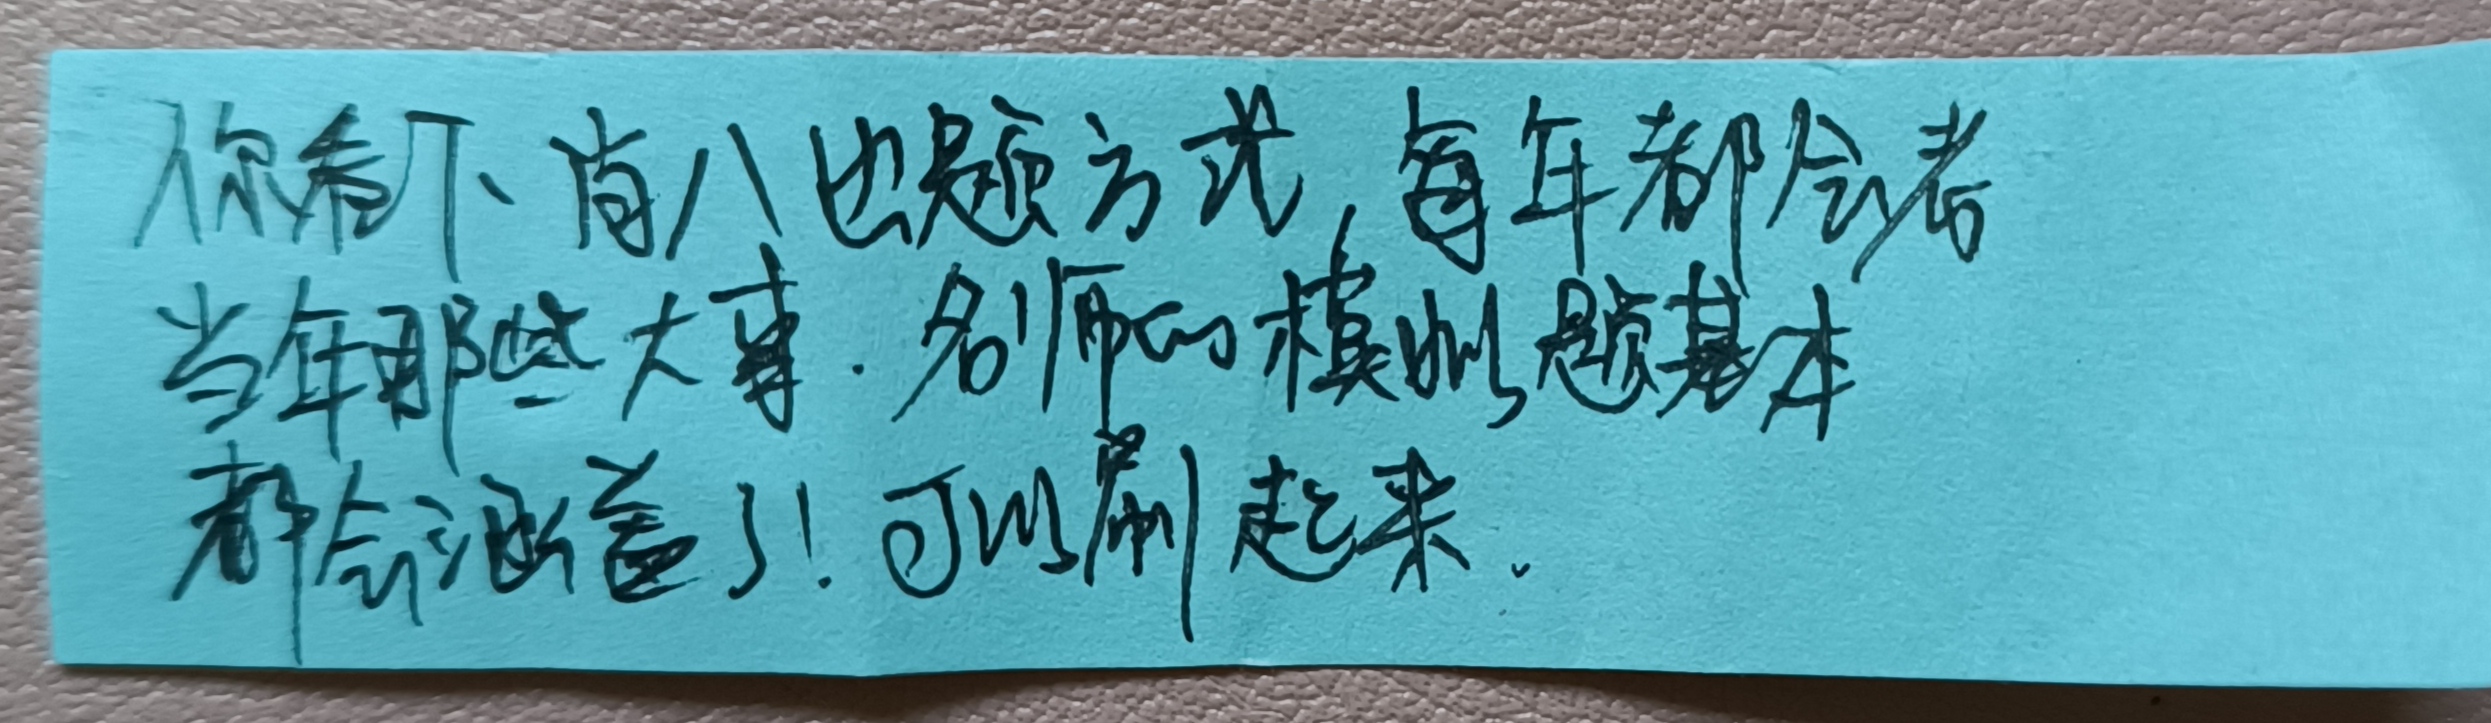 你看下、肖八出题方式，每年都会考
当年那些大事.名师的模拟题基本
都会涵盖了！可以刷起来.